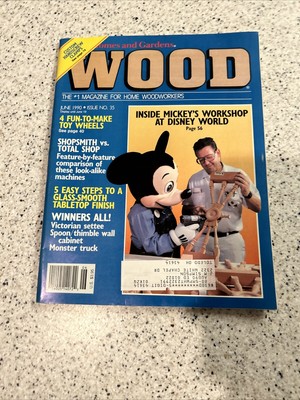 Homes and Gardens
WOOD
THE #1 MAGAZINE FOR HOME WOODWORKERS
JUNE 1990 • ISSUE NO. 35
4 FUN-TO-MAKE
TOY WHEELS
See page 40
SHOPSMITH vs.
TOTAL SHOP
Feature-by-feature
comparison of
these look-alike
machines
5 EASY STEPS TO A
GLASS-SMOOTH
TABLETOP FINISH
WINNERS ALL!
Victorian settee
Spoon/thimble wall
cabinet
Monster truck
INSIDE MICKEY'S WORKSHOP
AT DISNEY WORLD
Page 56
TOLEDO OH 43614